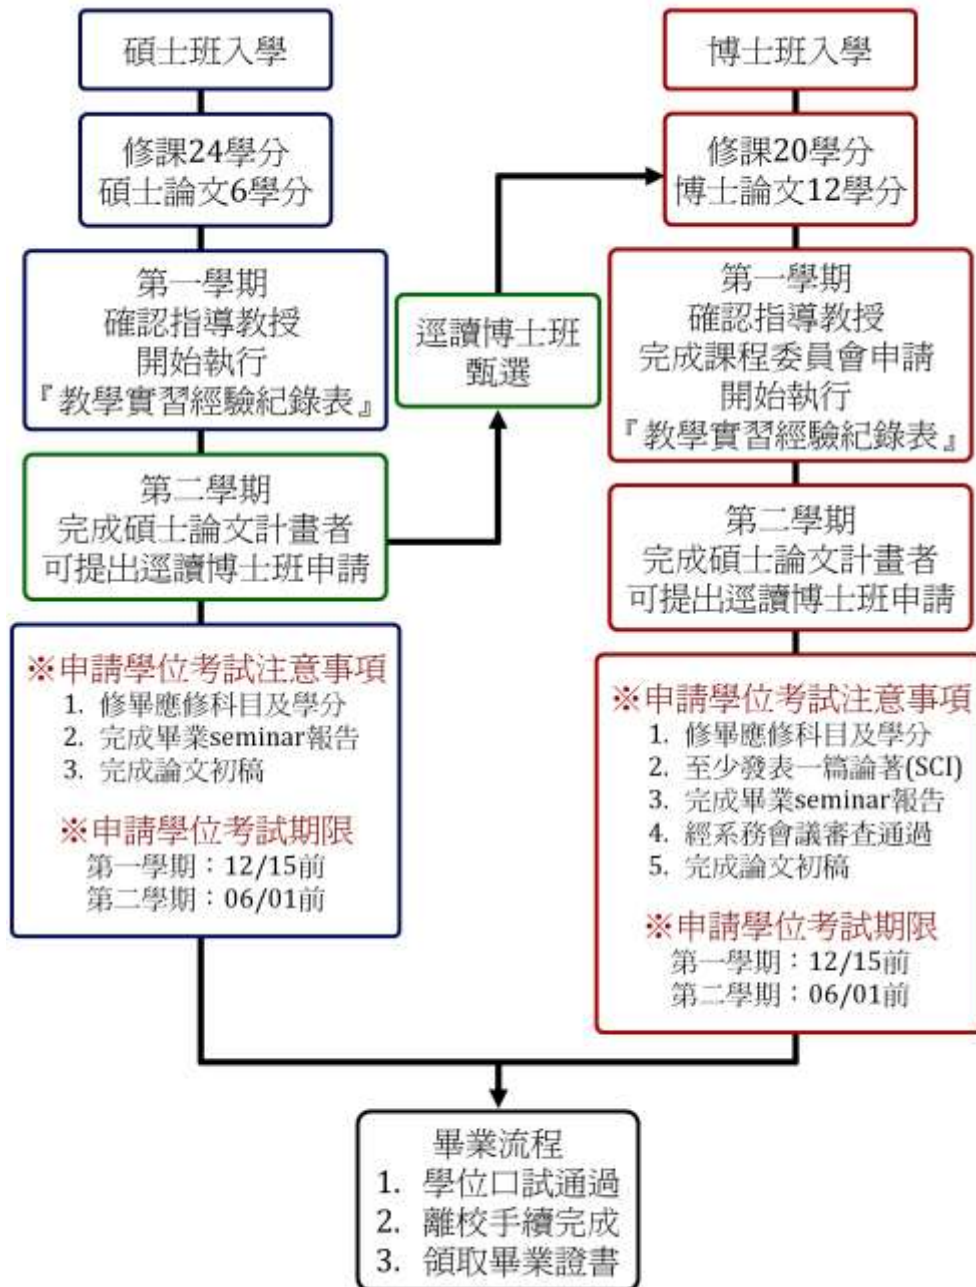 碩士班入學
修課24學分
碩士論文6學分
第一學期
確認指導教授
開始執行
『教學實習經驗紀錄表』
第二學期
完成碩士論文計畫者
可提出逕讀博士班申請
※申請學位考試注意事項
1. 修畢應修科目及學分
2. 完成畢業seminar報告
3. 完成論文初稿
※申請學位考試期限
第一學期：12/15前
第二學期：06/01前
逕讀博士班
甄選
博士班入學
修課20學分
博士論文12學分
第一學期
確認指導教授
完成課程委員會申請
開始執行
『教學實習經驗紀錄表』
第二學期
完成碩士論文計畫者
可提出逕讀博士班申請
※申請學位考試注意事項
1. 修畢應修科目及學分
2. 至少發表一篇論著(SCI)
3. 完成畢業seminar報告
4. 經系務會議審查通過
5. 完成論文初稿
※申請學位考試期限
第一學期：12/15前
第二學期：06/01前
畢業流程
1. 學位口試通過
2. 離校手續完成
3. 領取畢業證書